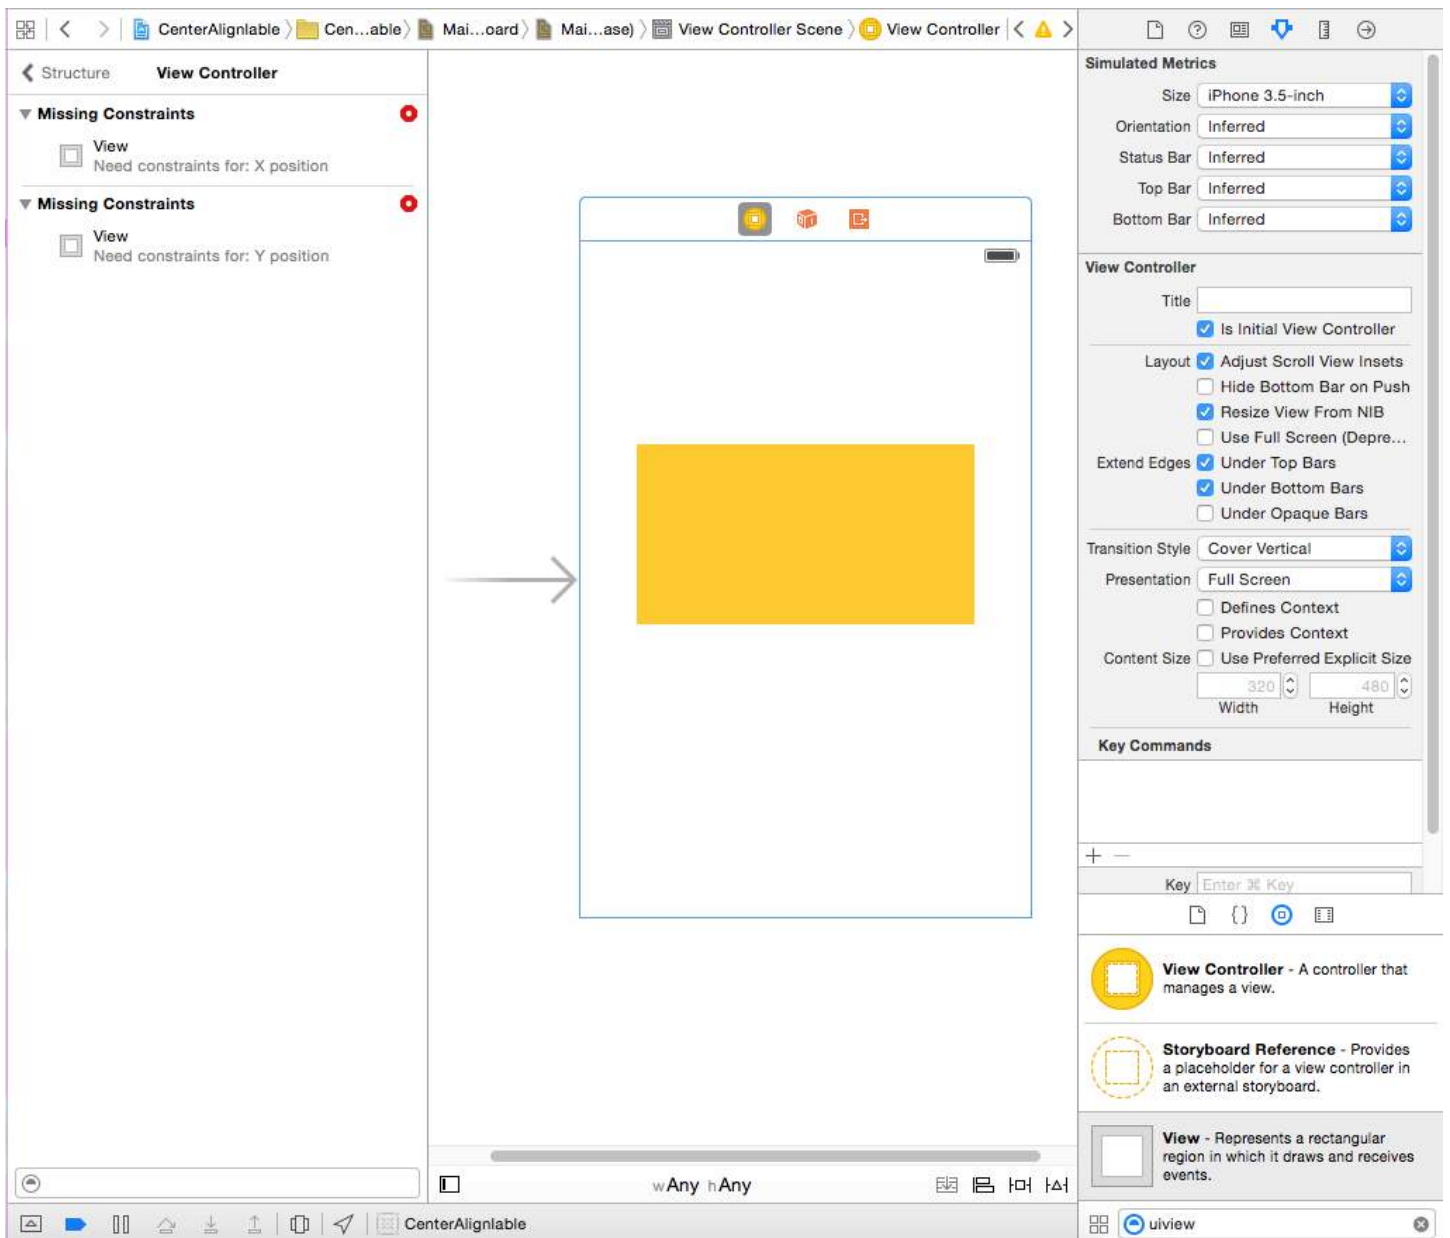 CenterAlignlable
Cen...able
Mai...oard
Mai...ase)
View Controller Scene
View Controller
Structure
View Controller
Missing Constraints
View
Need constraints for: X position
Missing Constraints
View
Need constraints for: Y position
wAny hAny
CenterAlignlable
Simulated Metrics
Size iPhone 3.5-inch
Orientation Inferred
Status Bar Inferred
Top Bar Inferred
Bottom Bar Inferred
View Controller
Title
Is Initial View Controller
Layout Adjust Scroll View Insets
Hide Bottom Bar on Push
Resize View From NIB
Use Full Screen (Depre...
Extend Edges Under Top Bars
Under Bottom Bars
Under Opaque Bars
Transition Style Cover Vertical
Presentation Full Screen
Defines Context
Provides Context
Content Size Use Preferred Explicit Size
320 480
Width Height
Key Commands
Key Enter ⌘ Key
View Controller - A controller that
manages a view.
Storyboard Reference - Provides
a placeholder for a view controller in
an external storyboard.
View - Represents a rectangular
region in which it draws and receives
events.
uiview